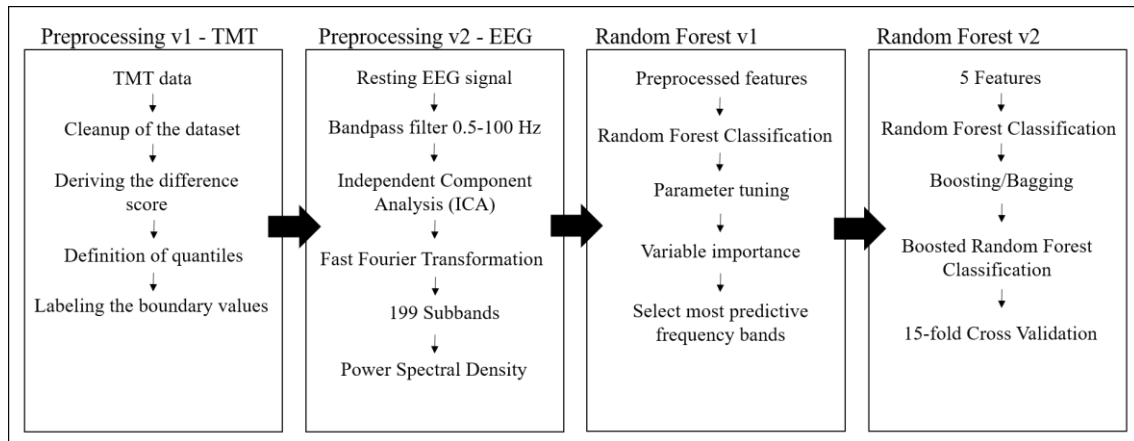 Preprocessing v1 - TMT
TMT data
Cleanup of the dataset
Deriving the difference
score
Definition of quantiles
Labeling the boundary values
Preprocessing v2 - EEG
Resting EEG signal
Bandpass filter 0.5-100 Hz
Independent Component
Analysis (ICA)
Fast Fourier Transformation
199 Subbands
Power Spectral Density
Random Forest v1
Preprocessed features
Random Forest Classification
Parameter tuning
Variable importance
Select most predictive
frequency bands
Random Forest v2
5 Features
Random Forest Classification
Boosting/Bagging
Boosted Random Forest
Classification
15-fold Cross Validation